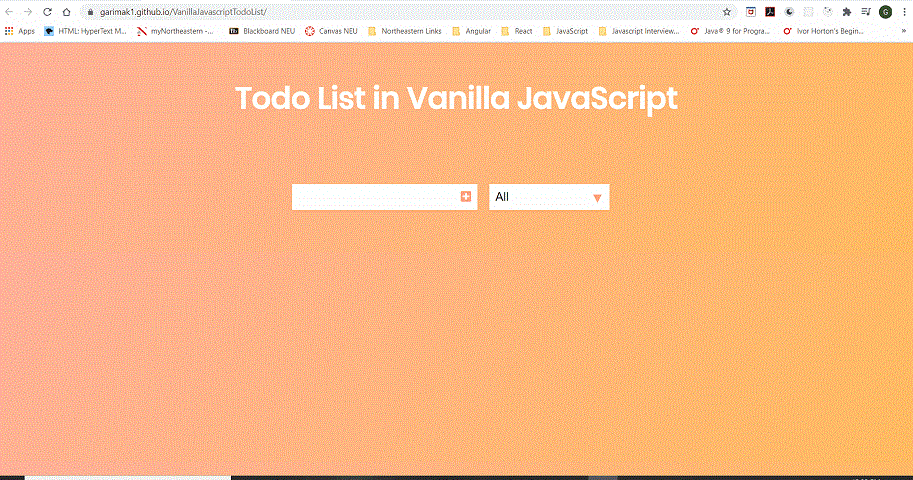 garimak1.github.io/VanillaJavascriptTodoList/
G
Apps HTML: HyperText M... myNortheastern -... Bb Blackboard NEU Canvas NEU Northeastern Links Angular React JavaScript Javascript Interview... Java® 9 for Progra... Ivor Horton's Begin... »
Todo List in Vanilla JavaScript
All